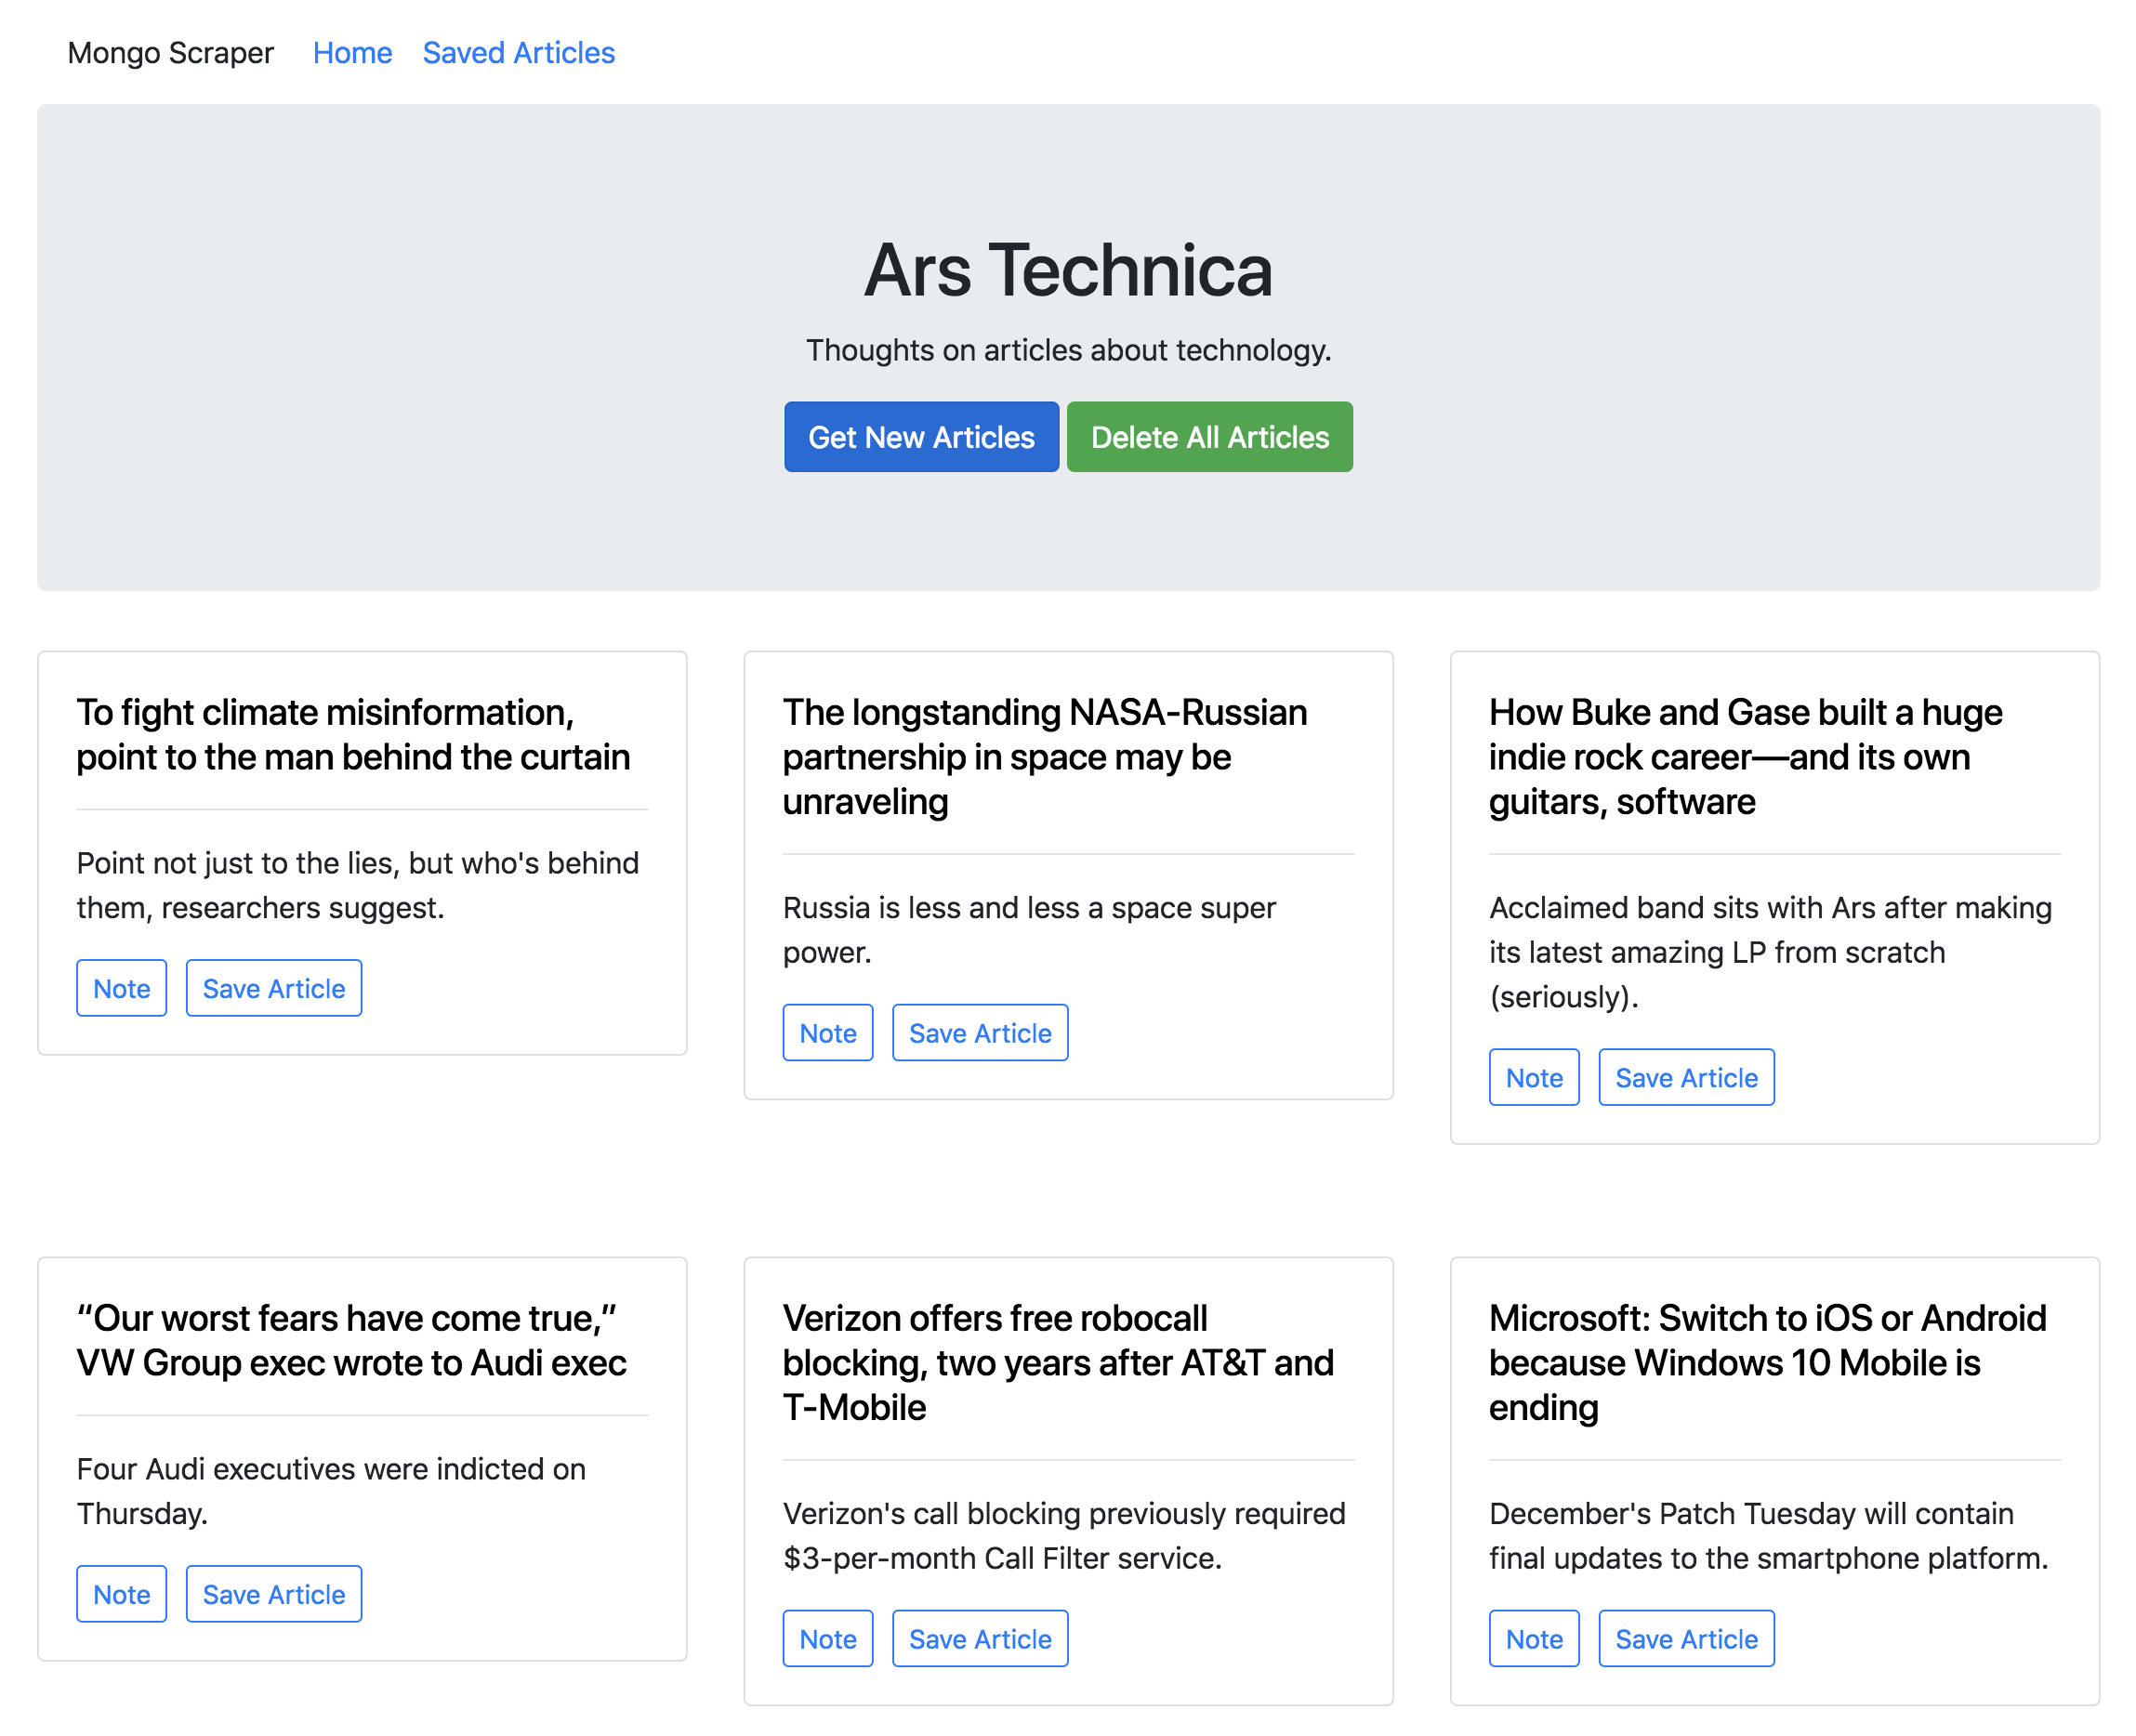 Mongo Scraper Home Saved Articles
Ars Technica
Thoughts on articles about technology.
Get New Articles Delete All Articles
To fight climate misinformation,
point to the man behind the curtain
Point not just to the lies, but who's behind
them, researchers suggest.
Note Save Article
The longstanding NASA-Russian
partnership in space may be
unraveling
Russia is less and less a space super
power.
Note Save Article
How Buke and Gase built a huge
indie rock career—and its own
guitars, software
Acclaimed band sits with Ars after making
its latest amazing LP from scratch
(seriously).
Note Save Article
“Our worst fears have come true,”
VW Group exec wrote to Audi exec
Four Audi executives were indicted on
Thursday.
Note Save Article
Verizon offers free robocall
blocking, two years after AT&T and
T-Mobile
Verizon's call blocking previously required
$3-per-month Call Filter service.
Note Save Article
Microsoft: Switch to iOS or Android
because Windows 10 Mobile is
ending
December's Patch Tuesday will contain
final updates to the smartphone platform.
Note Save Article